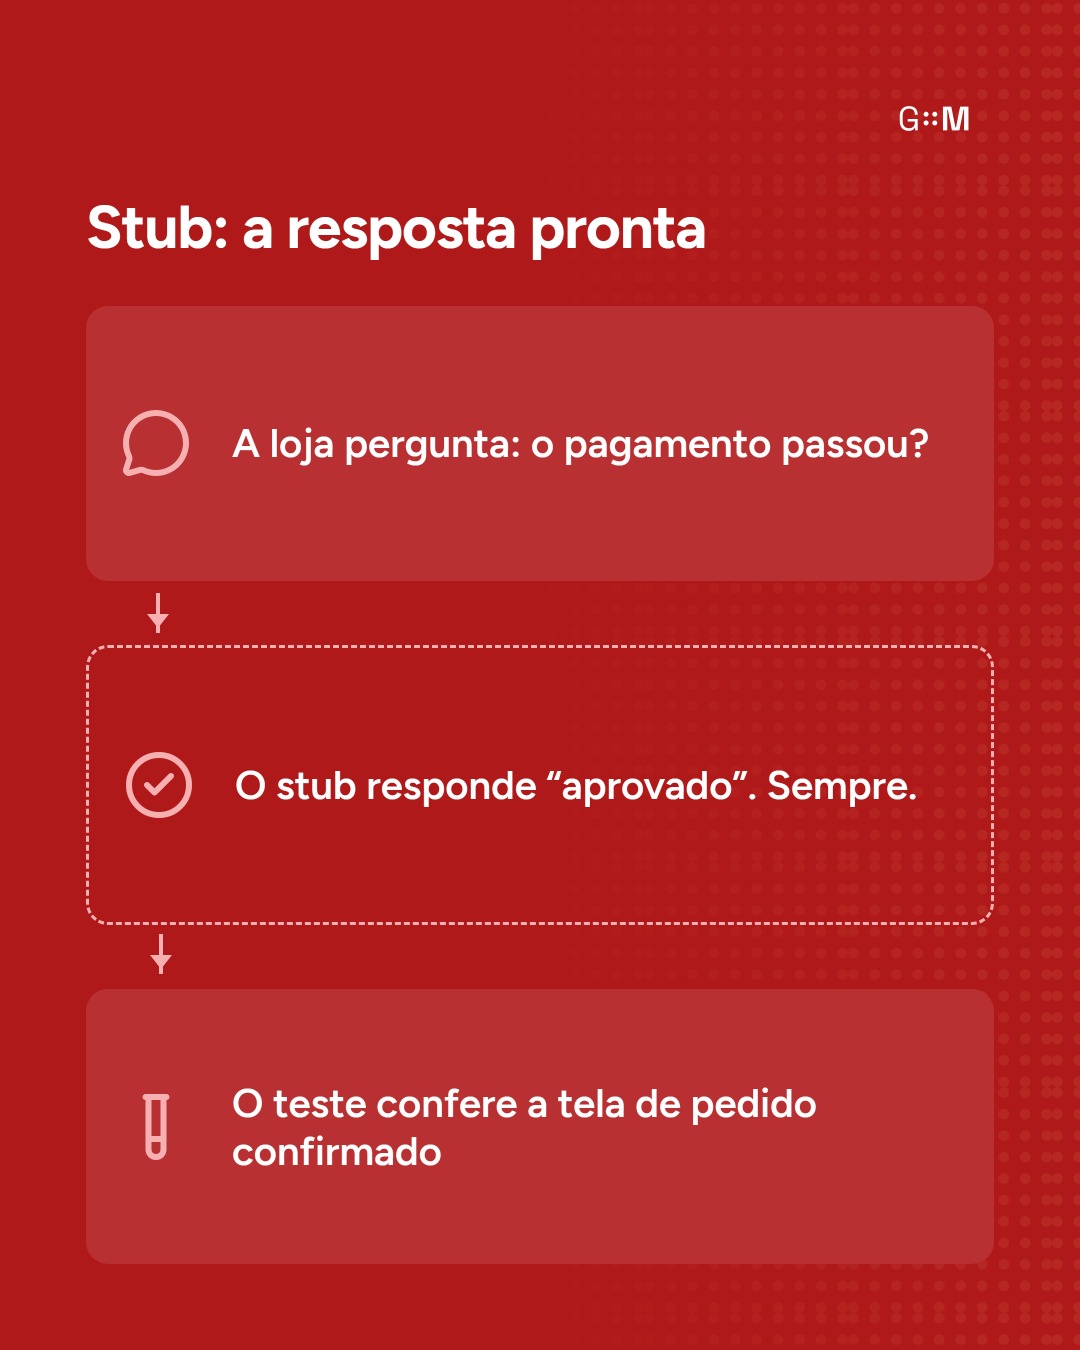 G::M
Stub: a resposta pronta
A loja pergunta: o pagamento passou?
O stub responde “aprovado”. Sempre.
O teste confere a tela de pedido
confirmado